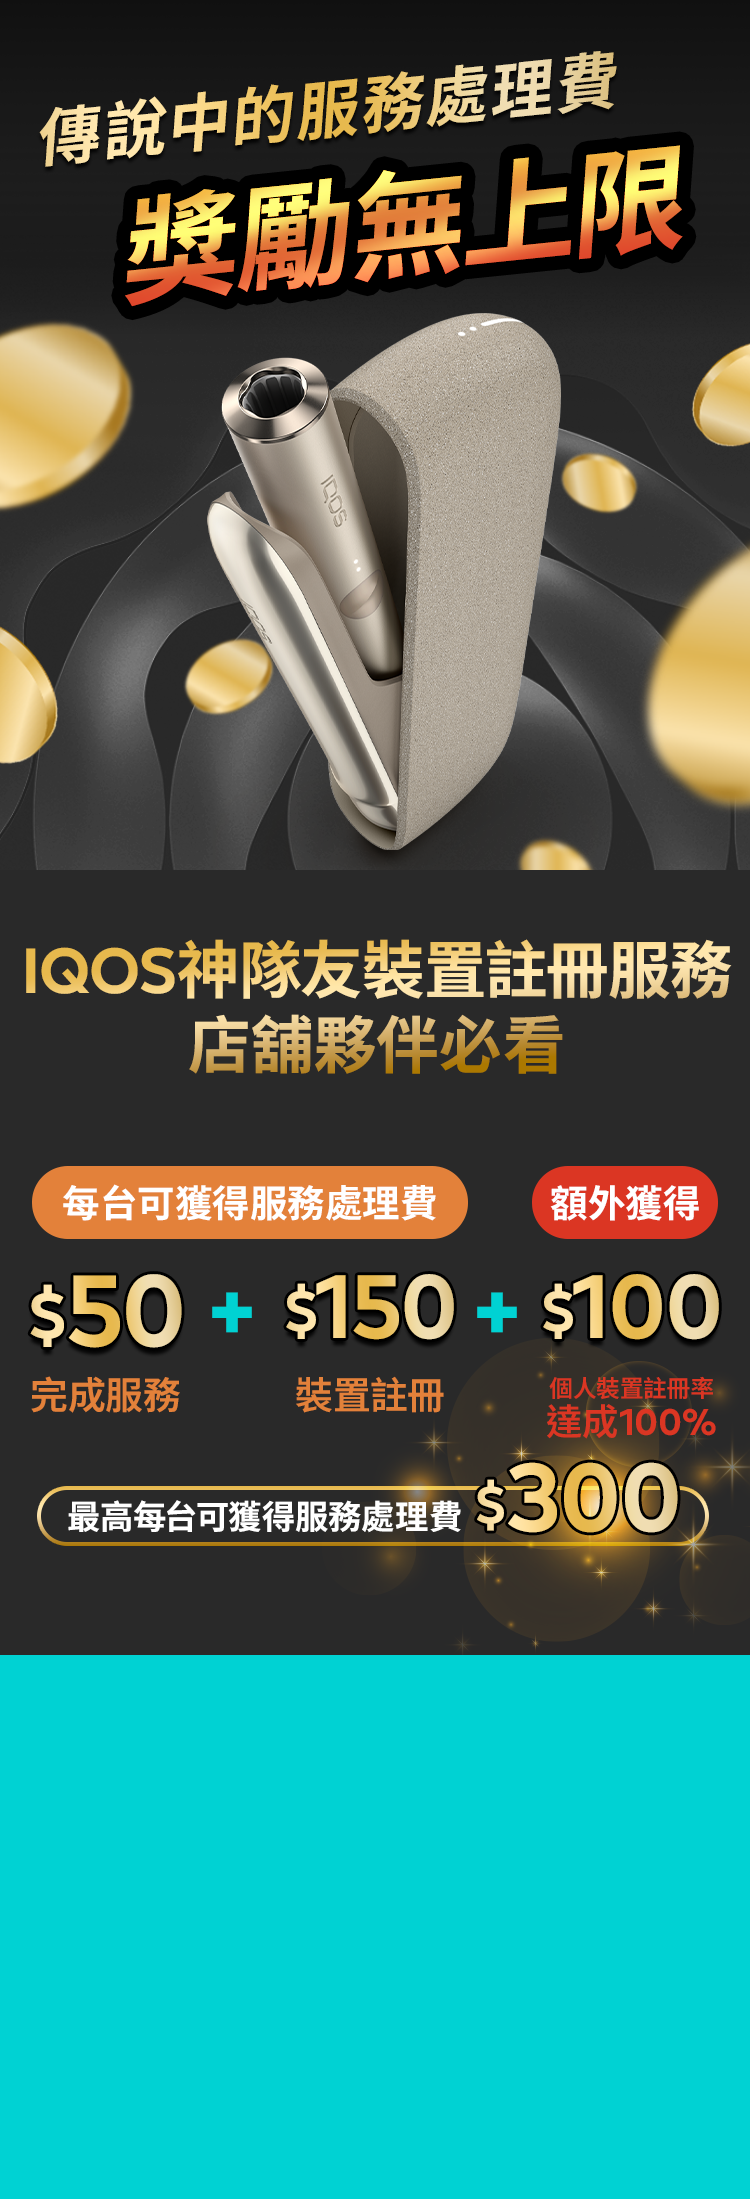 傳說中的服務處理費
獎勵無上限
IQOS
IQOS
IQOS神隊友裝置註冊服務
店舖夥伴必看
每台可獲得服務處理費
額外獲得
$50 + $150 + $100
完成服務
裝置註冊
個人裝置註冊率
達成100%
最高每台可獲得服務處理費 $300